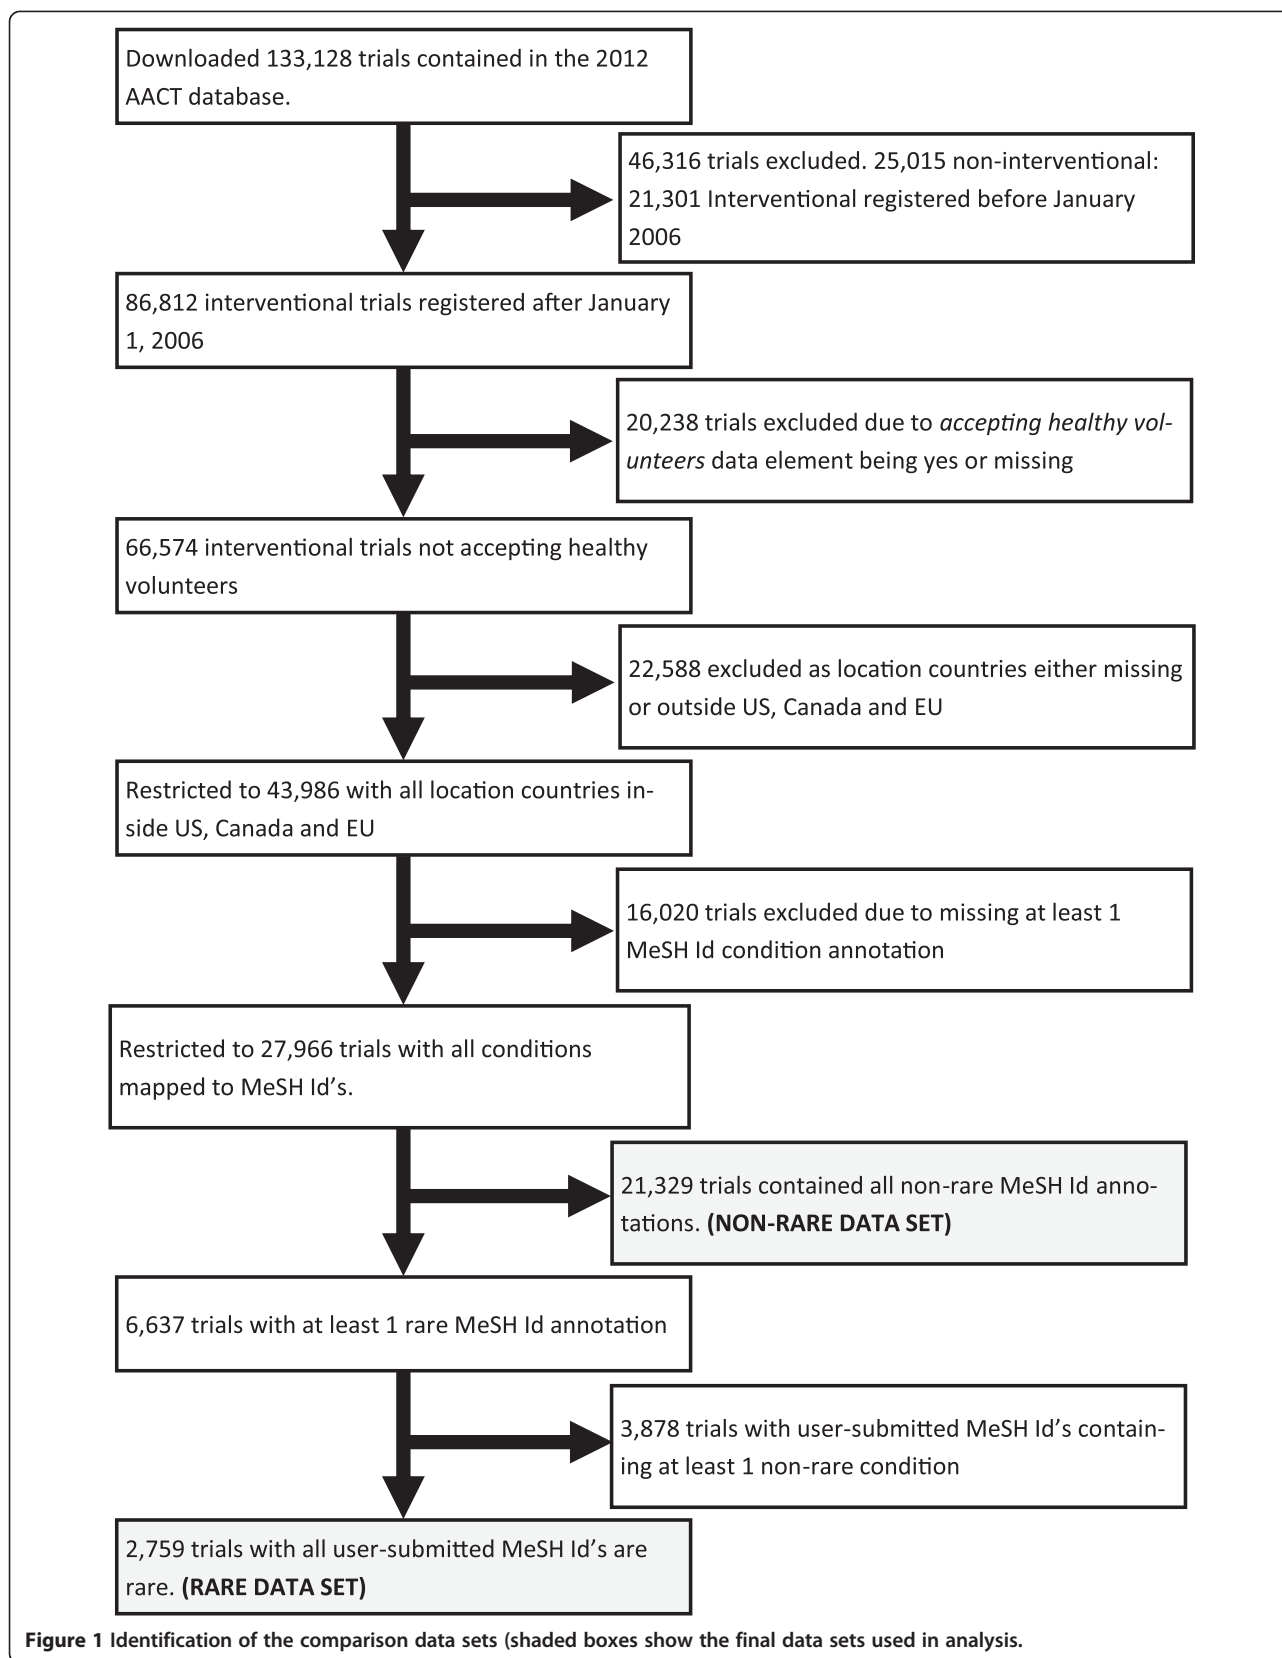 Downloaded 133,128 trials contained in the 2012
AACT database.
46,316 trials excluded. 25,015 non-interventional:
21,301 Interventional registered before January
2006
86,812 interventional trials registered after January
1, 2006
20,238 trials excluded due to accepting healthy vol-
unteers data element being yes or missing
66,574 interventional trials not accepting healthy
volunteers
22,588 excluded as location countries either missing
or outside US, Canada and EU
Restricted to 43,986 with all location countries in-
side US, Canada and EU
16,020 trials excluded due to missing at least 1
MeSH Id condition annotation
Restricted to 27,966 trials with all conditions
mapped to MeSH Id's.
21,329 trials contained all non-rare MeSH Id anno-
tations. (NON-RARE DATA SET)
6,637 trials with at least 1 rare MeSH Id annotation
3,878 trials with user-submitted MeSH Id's contain-
ing at least 1 non-rare condition
2,759 trials with all user-submitted MeSH Id's are
rare. (RARE DATA SET)
Figure 1 Identification of the comparison data sets (shaded boxes show the final data sets used in analysis.